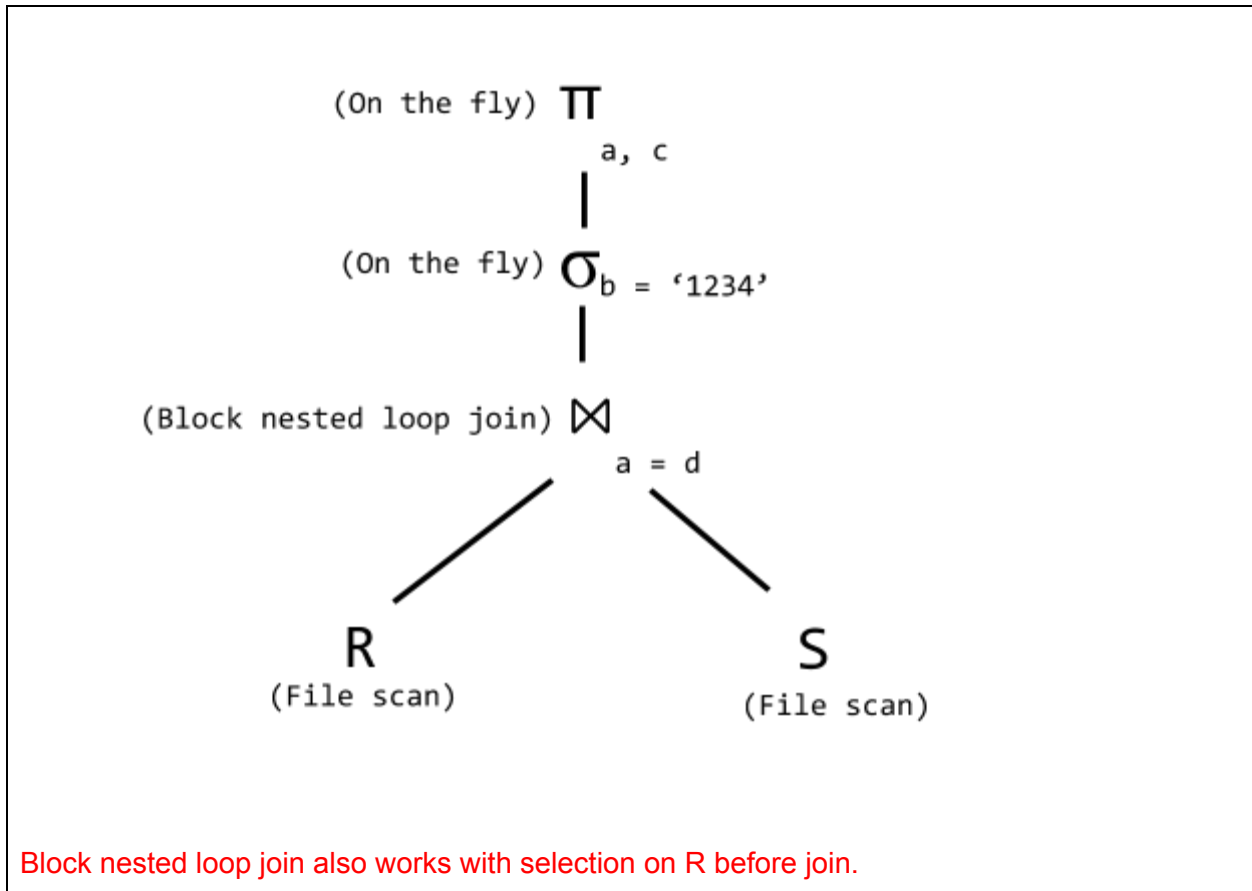 (On the fly) π
a, c
(On the fly) σ b = ‘1234’
(Block nested loop join) ⋈
a = d
R S
(File scan) (File scan)
Block nested loop join also works with selection on R before join.